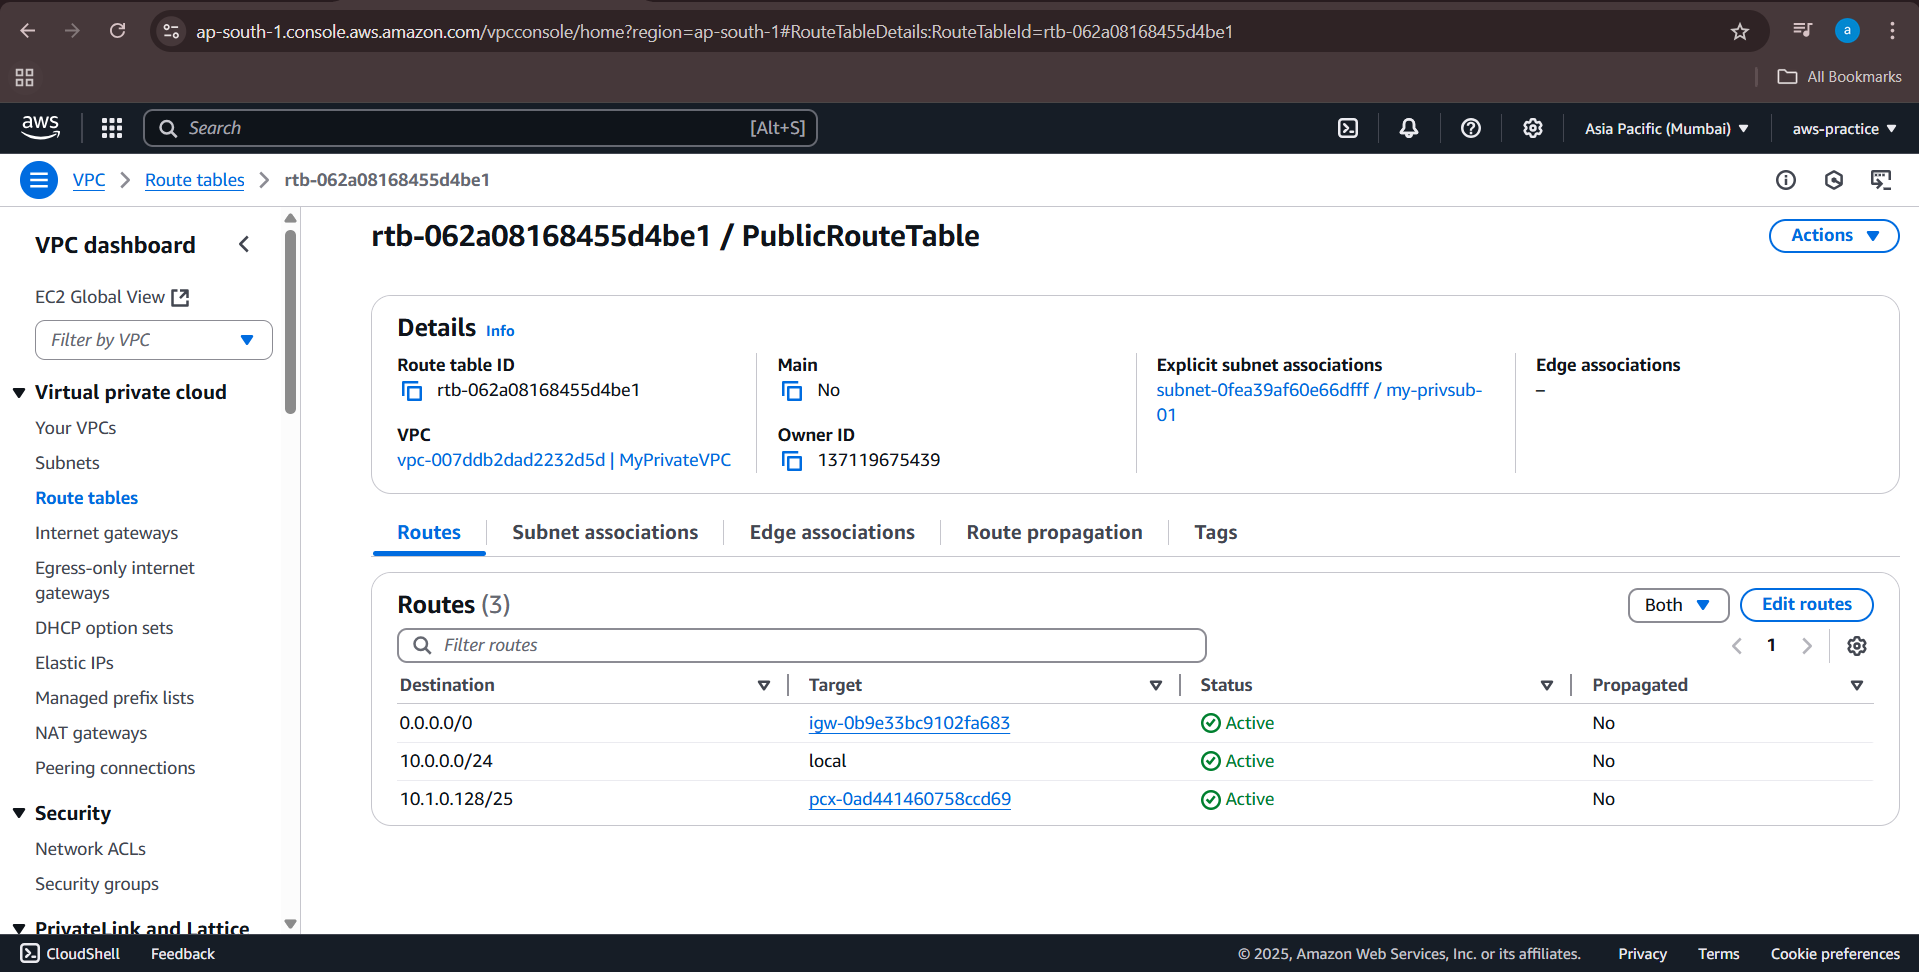 ap-south-1.console.aws.amazon.com/vpcconsole/home?region=ap-south-1#RouteTableDetails:RouteTableId=rtb-062a08168455d4be1
a
All Bookmarks
aws
Search
[Alt+S]
Asia Pacific (Mumbai)
aws-practice
VPC
Route tables
rtb-062a08168455d4be1
VPC dashboard
EC2 Global View
Filter by VPC
Virtual private cloud
Your VPCs
Subnets
Route tables
Internet gateways
Egress-only internet
gateways
DHCP option sets
Elastic IPs
Managed prefix lists
NAT gateways
Peering connections
Security
Network ACLs
Security groups
PrivateLink and Lattice
rtb-062a08168455d4be1 / PublicRouteTable
Actions
Details Info
Route table ID
rtb-062a08168455d4be1
Main
No
Explicit subnet associations
subnet-0fea39af60e66dfff / my-privsub-
01
Edge associations
–
VPC
vpc-007ddb2dad2232d5d | MyPrivateVPC
Owner ID
137119675439
Routes
Subnet associations
Edge associations
Route propagation
Tags
Routes (3)
Both
Edit routes
Filter routes
1
Destination Target Status Propagated
0.0.0.0/0 igw-0b9e33bc9102fa683 Active No
10.0.0.0/24 local Active No
10.1.0.128/25 pcx-0ad441460758ccd69 Active No
CloudShell
Feedback
© 2025, Amazon Web Services, Inc. or its affiliates.
Privacy
Terms
Cookie preferences